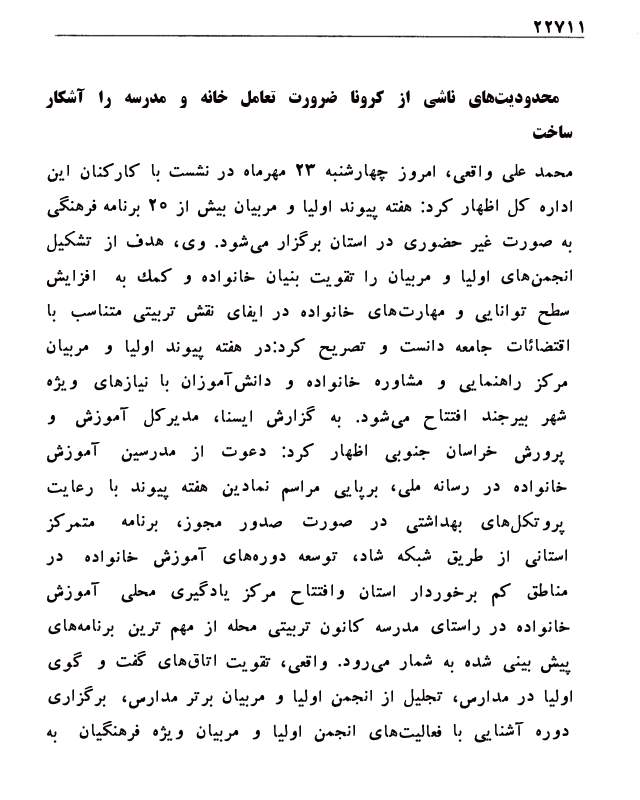 ۲۲۷۱۱
محدودیت‌های ناشی از کرونا ضرورت تعامل خانه و مدرسه را آشکار
ساخت
محمد علی واقعی، امروز چهارشنبه ۲۳ مهرماه در نشست با کارکنان این
اداره کل اظهار کرد: هفته پیوند اولیا و مربیان بیش از ۲۵ برنامه فرهنگی
به صورت غیر حضوری در استان برگزار می‌شود. وی، هدف از تشکیل
انجمن‌های اولیا و مربیان را تقویت بنیان خانواده و کمك به افزایش
سطح توانایی و مهارت‌های خانواده در ایفای نقش تربیتی متناسب با
اقتضائات جامعه دانست و تصریح کرد:در هفته پیوند اولیا و مربیان
مرکز راهنمایی و مشاوره خانواده و دانش‌آموزان با نیازهای ویژه
شهر بیرجند افتتاح می‌شود. به گزارش ایسنا، مدیرکل آموزش و
پرورش خراسان جنوبی اظهار کرد: دعوت از مدرسین آموزش
خانواده در رسانه ملی، برپایی مراسم نمادین هفته پیوند با رعایت
پروتکل‌های بهداشتی در صورت صدور مجوز، برنامه متمرکز
استانی از طریق شبکه شاد، توسعه دوره‌های آموزش خانواده در
مناطق کم برخوردار استان وافتتاح مرکز یادگیری محلی آموزش
خانواده در راستای مدرسه کانون تربیتی محله از مهم ترین برنامه‌های
پیش بینی شده به شمار می‌رود. واقعی، تقویت اتاق‌های گفت و گوی
اولیا در مدارس، تجلیل از انجمن اولیا و مربیان برتر مدارس، برگزاری
دوره آشنایی با فعالیت‌های انجمن اولیا و مربیان ویژه فرهنگیان به